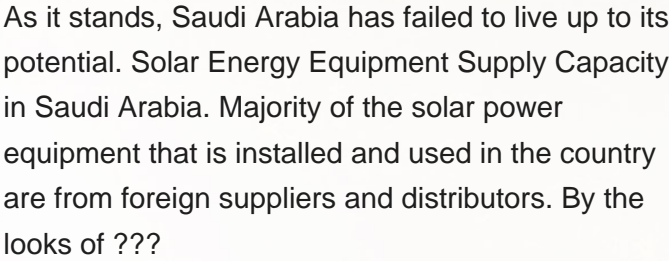 As it stands, Saudi Arabia has failed to live up to its
potential. Solar Energy Equipment Supply Capacity
in Saudi Arabia. Majority of the solar power
equipment that is installed and used in the country
are from foreign suppliers and distributors. By the
looks of ???